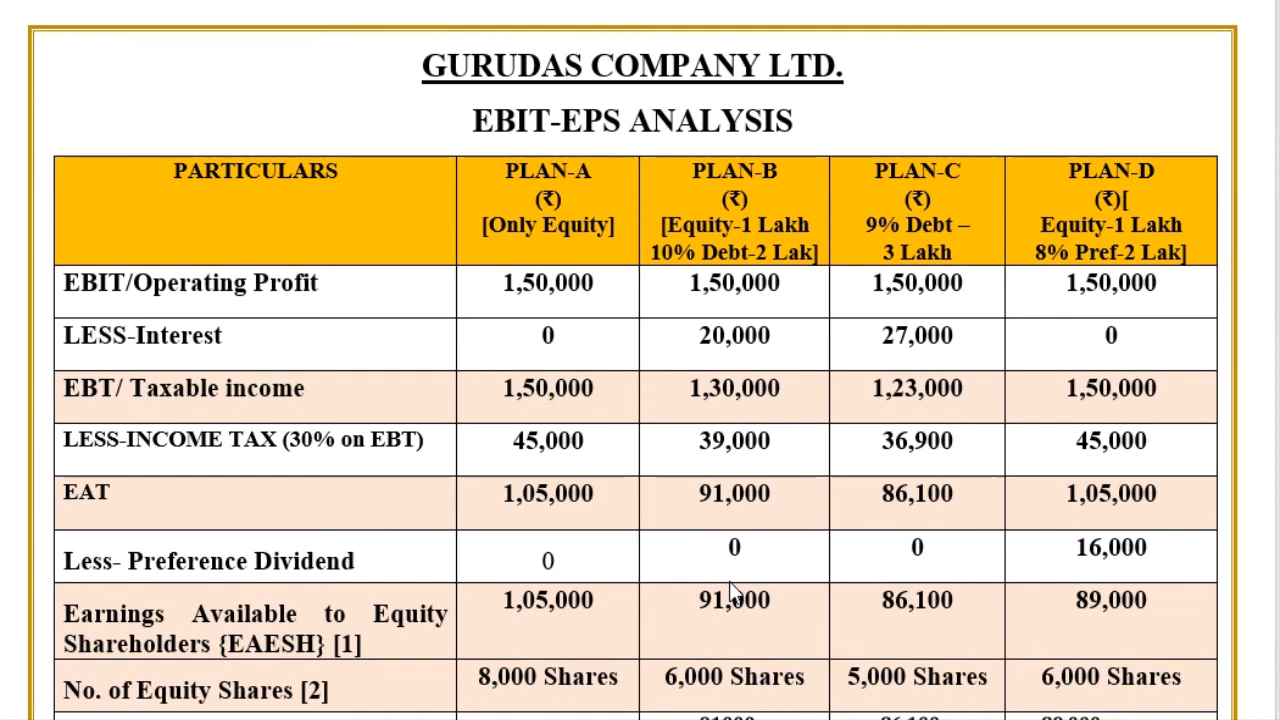 GURUDAS COMPANY LTD.
EBIT-EPS ANALYSIS
PARTICULARS PLAN-A (₹) [Only Equity] PLAN-B (₹) [Equity-1 Lakh 10% Debt-2 Lak] PLAN-C (₹) 9% Debt – 3 Lakh PLAN-D (₹)[ Equity-1 Lakh 8% Pref-2 Lak]
EBIT/Operating Profit 1,50,000 1,50,000 1,50,000 1,50,000
LESS-Interest 0 20,000 27,000 0
EBT/ Taxable income 1,50,000 1,30,000 1,23,000 1,50,000
LESS-INCOME TAX (30% on EBT) 45,000 39,000 36,900 45,000
EAT 1,05,000 91,000 86,100 1,05,000
Less- Preference Dividend 0 0 0 16,000
Earnings Available to Equity Shareholders {EAESH} [1] 1,05,000 91,000 86,100 89,000
No. of Equity Shares [2] 8,000 Shares 6,000 Shares 5,000 Shares 6,000 Shares